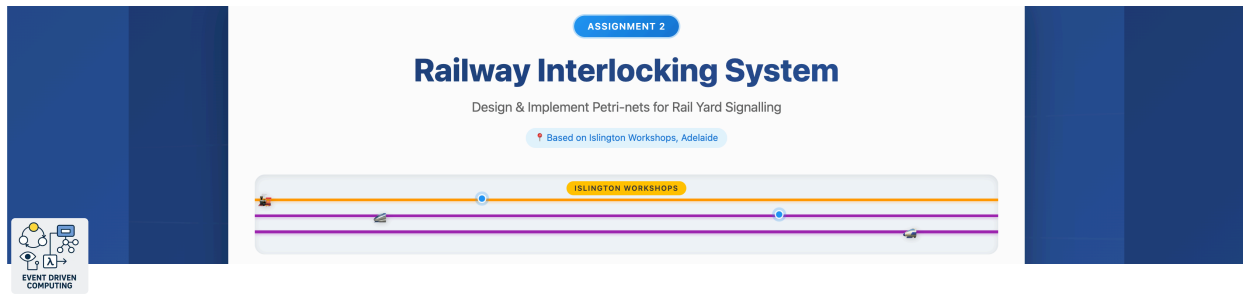 ASSIGNMENT 2
Railway Interlocking System
Design & Implement Petri-nets for Rail Yard Signalling
Based on Islington Workshops, Adelaide
ISLINGTON WORKSHOPS
λ
EVENT DRIVEN
COMPUTING